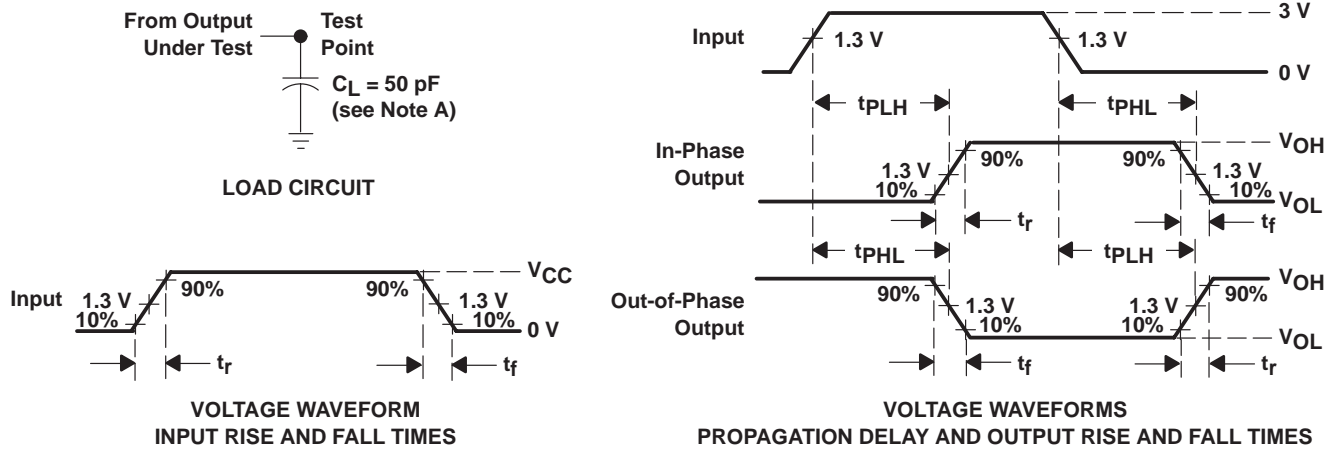 From Output
Under Test
Test
Point
CL = 50 pF
(see Note A)
LOAD CIRCUIT
Input
1.3 V
10%
90%
90%
1.3 V
10%
VCC
0 V
tr
tf
VOLTAGE WAVEFORM
INPUT RISE AND FALL TIMES
Input
1.3 V
1.3 V
3 V
0 V
tPLH
tPHL
In-Phase
Output
1.3 V
10%
90%
90%
1.3 V
10%
VOH
VOL
tr
tf
tPHL
tPLH
Out-of-Phase
Output
90%
1.3 V
10%
1.3 V
10%
90%
VOH
VOL
tf
tr
VOLTAGE WAVEFORMS
PROPAGATION DELAY AND OUTPUT RISE AND FALL TIMES